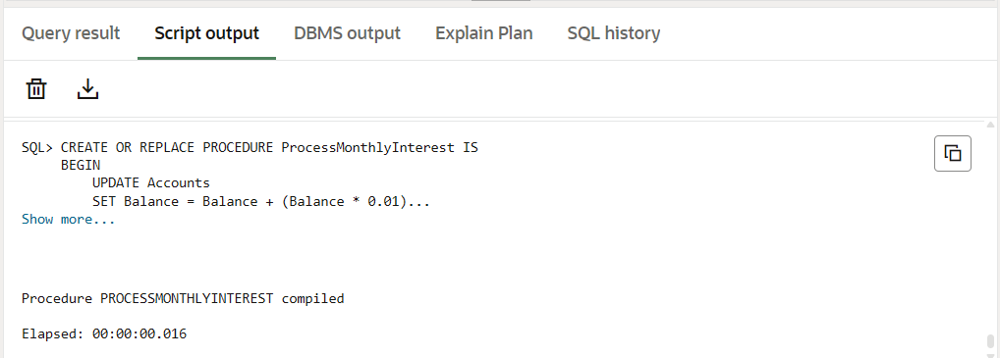 Query result Script output DBMS output Explain Plan SQL history
SQL> CREATE OR REPLACE PROCEDURE ProcessMonthlyInterest IS
     BEGIN
         UPDATE Accounts
         SET Balance = Balance + (Balance * 0.01)...
Show more...
Procedure PROCESSMONTHLYINTEREST compiled
Elapsed: 00:00:00.016